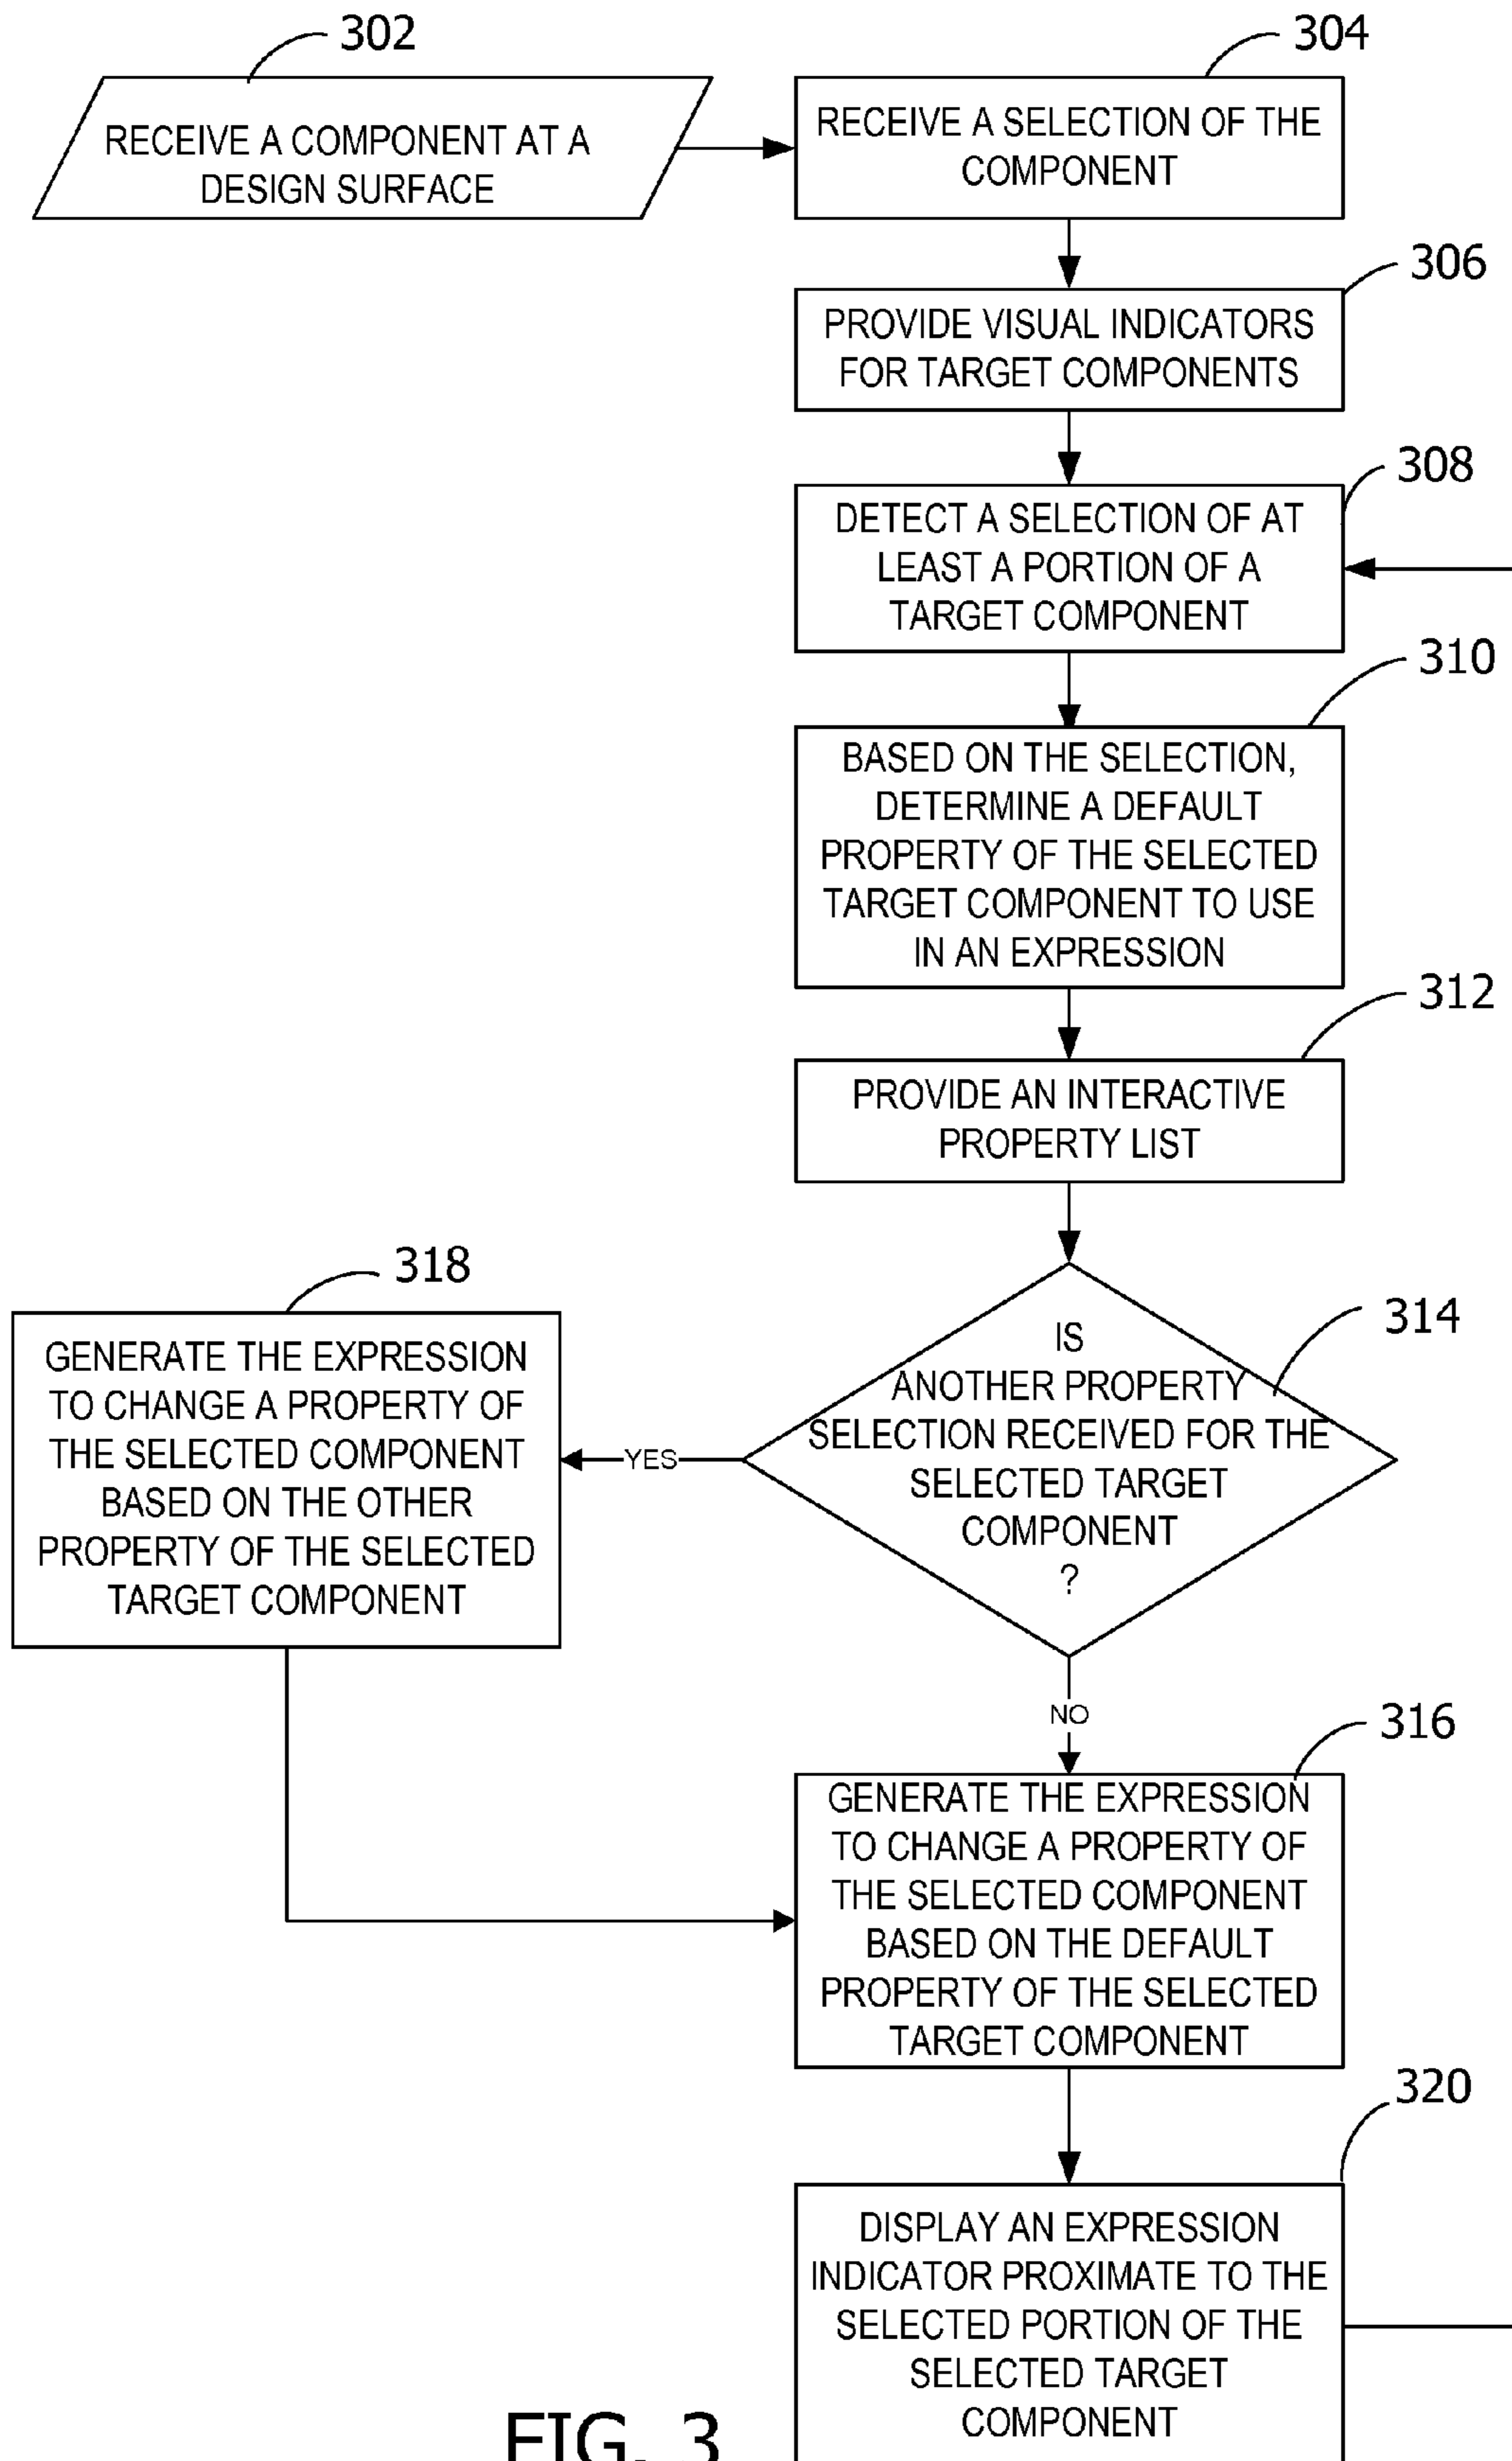 302
RECEIVE A COMPONENT AT A
DESIGN SURFACE
304
RECEIVE A SELECTION OF THE
COMPONENT
306
PROVIDE VISUAL INDICATORS
FOR TARGET COMPONENTS
308
DETECT A SELECTION OF AT
LEAST A PORTION OF A
TARGET COMPONENT
310
BASED ON THE SELECTION,
DETERMINE A DEFAULT
PROPERTY OF THE SELECTED
TARGET COMPONENT TO USE
IN AN EXPRESSION
312
PROVIDE AN INTERACTIVE
PROPERTY LIST
314
IS
ANOTHER PROPERTY
SELECTION RECEIVED FOR THE
SELECTED TARGET
COMPONENT
?
YES
318
GENERATE THE EXPRESSION
TO CHANGE A PROPERTY OF
THE SELECTED COMPONENT
BASED ON THE OTHER
PROPERTY OF THE SELECTED
TARGET COMPONENT
NO
316
GENERATE THE EXPRESSION
TO CHANGE A PROPERTY OF
THE SELECTED COMPONENT
BASED ON THE DEFAULT
PROPERTY OF THE SELECTED
TARGET COMPONENT
320
DISPLAY AN EXPRESSION
INDICATOR PROXIMATE TO THE
SELECTED PORTION OF THE
SELECTED TARGET
COMPONENT
FIG. 3